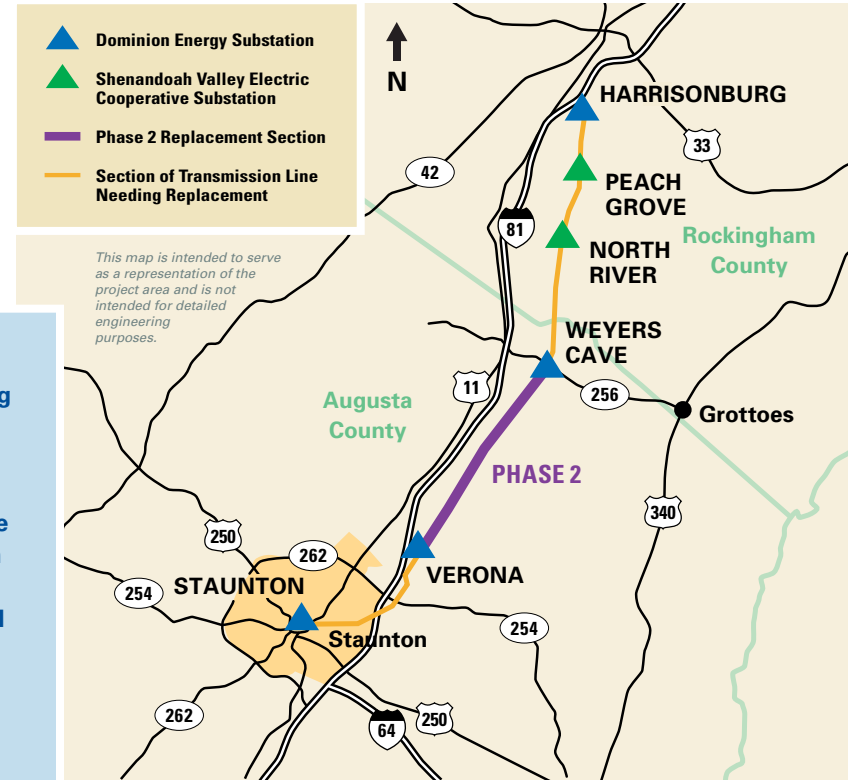 Dominion Energy Substation
Shenandoah Valley Electric
Cooperative Substation
Phase 2 Replacement Section
Section of Transmission Line
Needing Replacement
This map is intended to serve
as a representation of the
project area and is not
intended for detailed
engineering
purposes.
N
HARRISONBURG
33
42
PEACH
GROVE
81
NORTH
RIVER
Rockingham
County
WEYERS
CAVE
11
256
Augusta
County
Grottoes
PHASE 2
340
250
262
VERONA
254
STAUNTON
Staunton
254
262
64
250
g
e